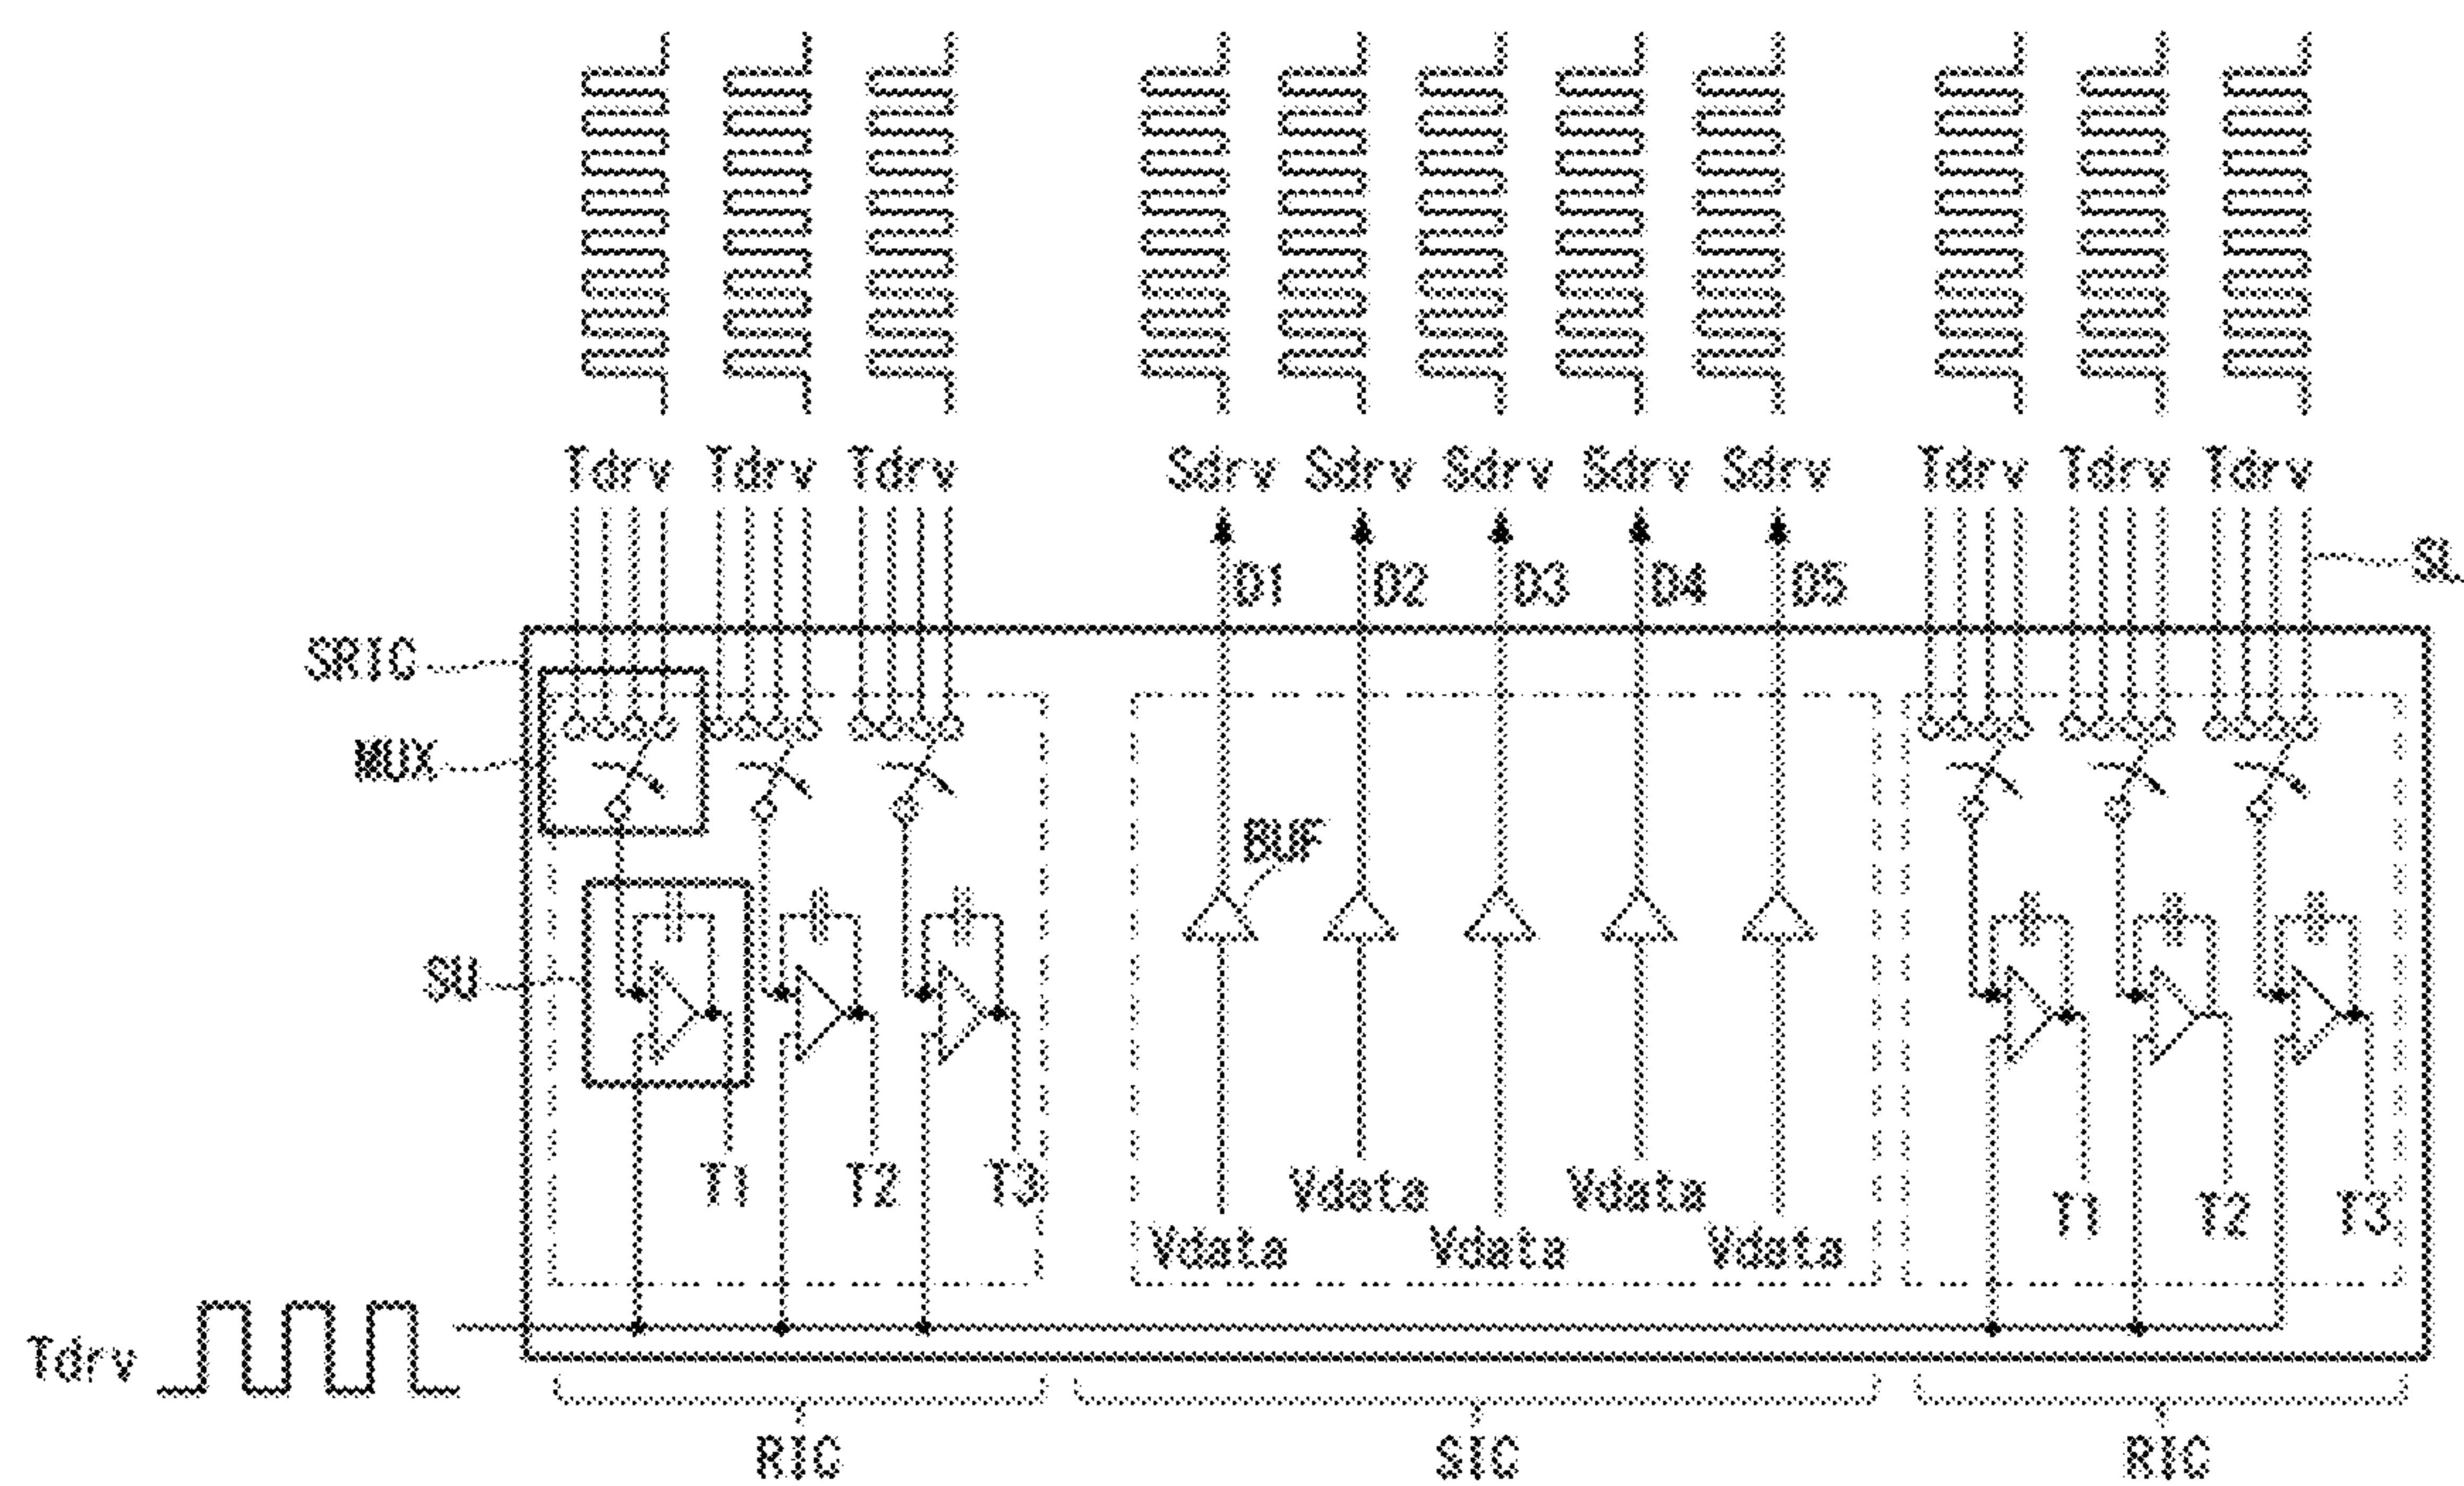 Tdrv Tdrv Tdrv Sdrv Sdrv Sdrv Sdrv Sdrv Tdrv Tdrv Tdrv
SL
D1 D2 D3 D4 D5
SRIC
MUX
BUF
SU
T1 T2 T3
Vdata Vdata
T1 T2 T3
Vdata Vdata Vdata
Tdrv
RIC SIC RIC